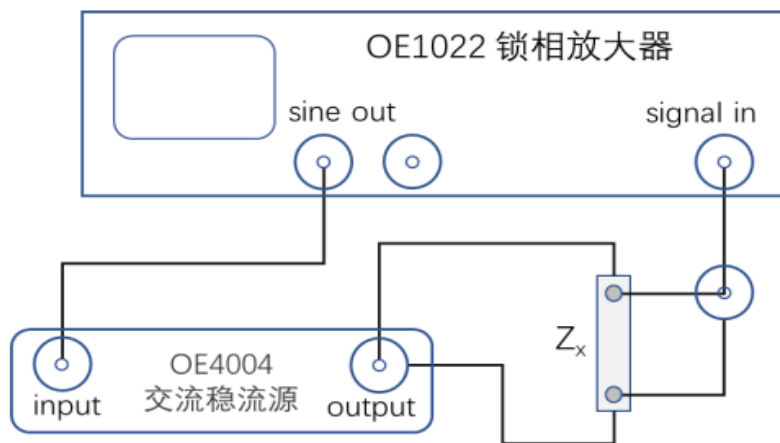 OE1022 锁相放大器
sine out
signal in
Zx
OE4004
交流稳流源
input
output